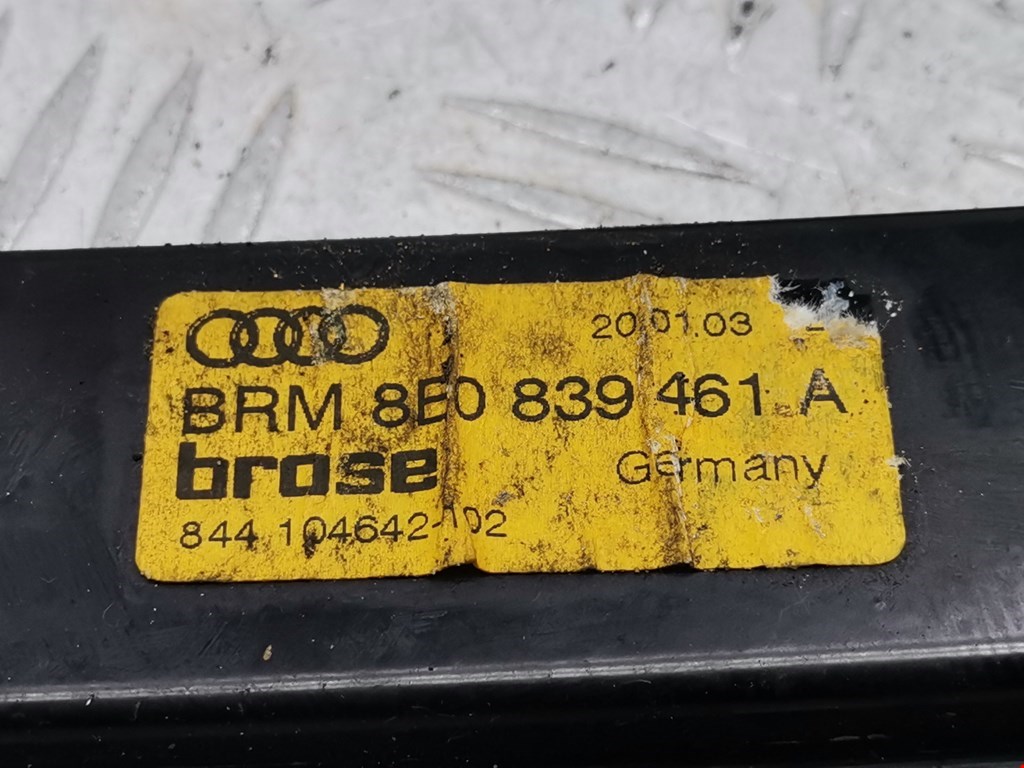 20.01.03
BRM 8E0 839 461 A
brose
Germany
844 104642-102